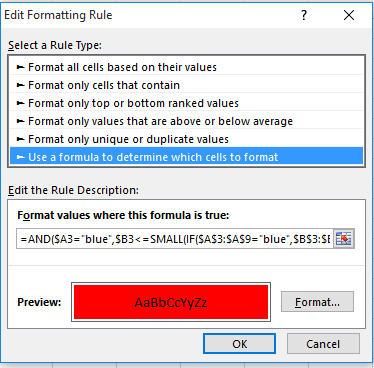 Edit Formatting Rule
Select a Rule Type:
► Format all cells based on their values
► Format only cells that contain
► Format only top or bottom ranked values
► Format only values that are above or below average
► Format only unique or duplicate values
► Use a formula to determine which cells to format
Edit the Rule Description:
Format values where this formula is true:
=AND($A3="blue",$B3<=SMALL(IF($A$3:$A$9="blue",$B$3:$B
Preview:
AaBbCcYyZz
Format...
OK
Cancel